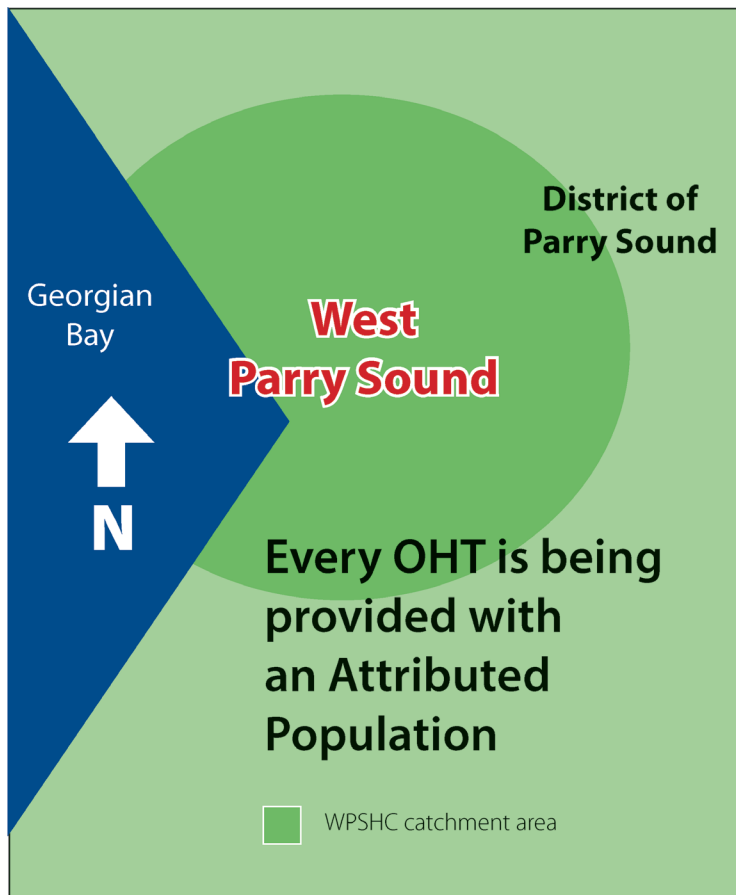 District of
Parry Sound
Georgian
Bay
West
Parry Sound
N
Every OHT is being
provided with
an Attributed
Population
WPSHC catchment area